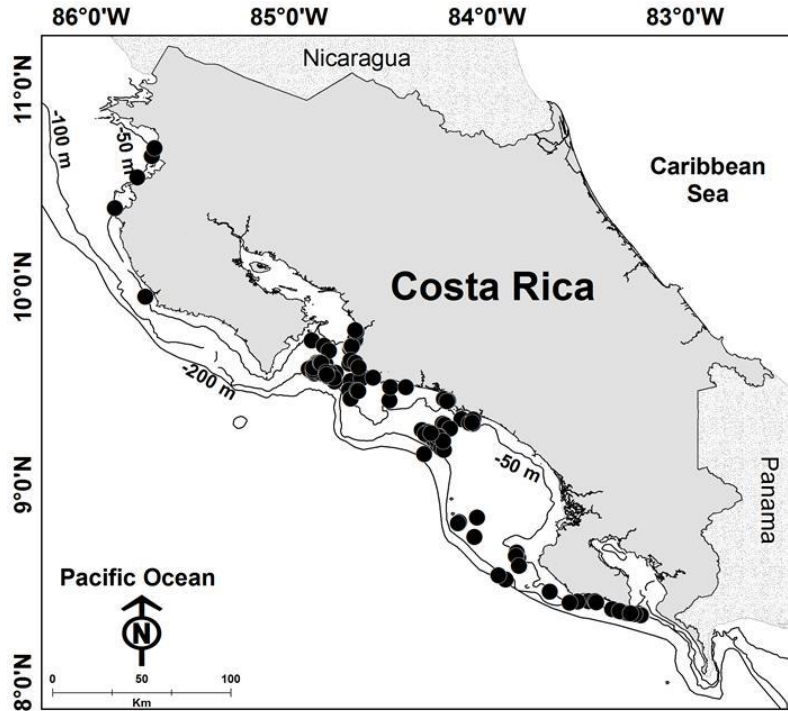 86°0'W 85°0'W 84°0'W 83°0'W
Nicaragua
11°0'N
-100 m
-50 m
Caribbean
Sea
10°0'N
Costa Rica
-200 m
9°0'N
-50 m
Panama
Pacific Ocean
N
8°0'N
0 50 100
Km